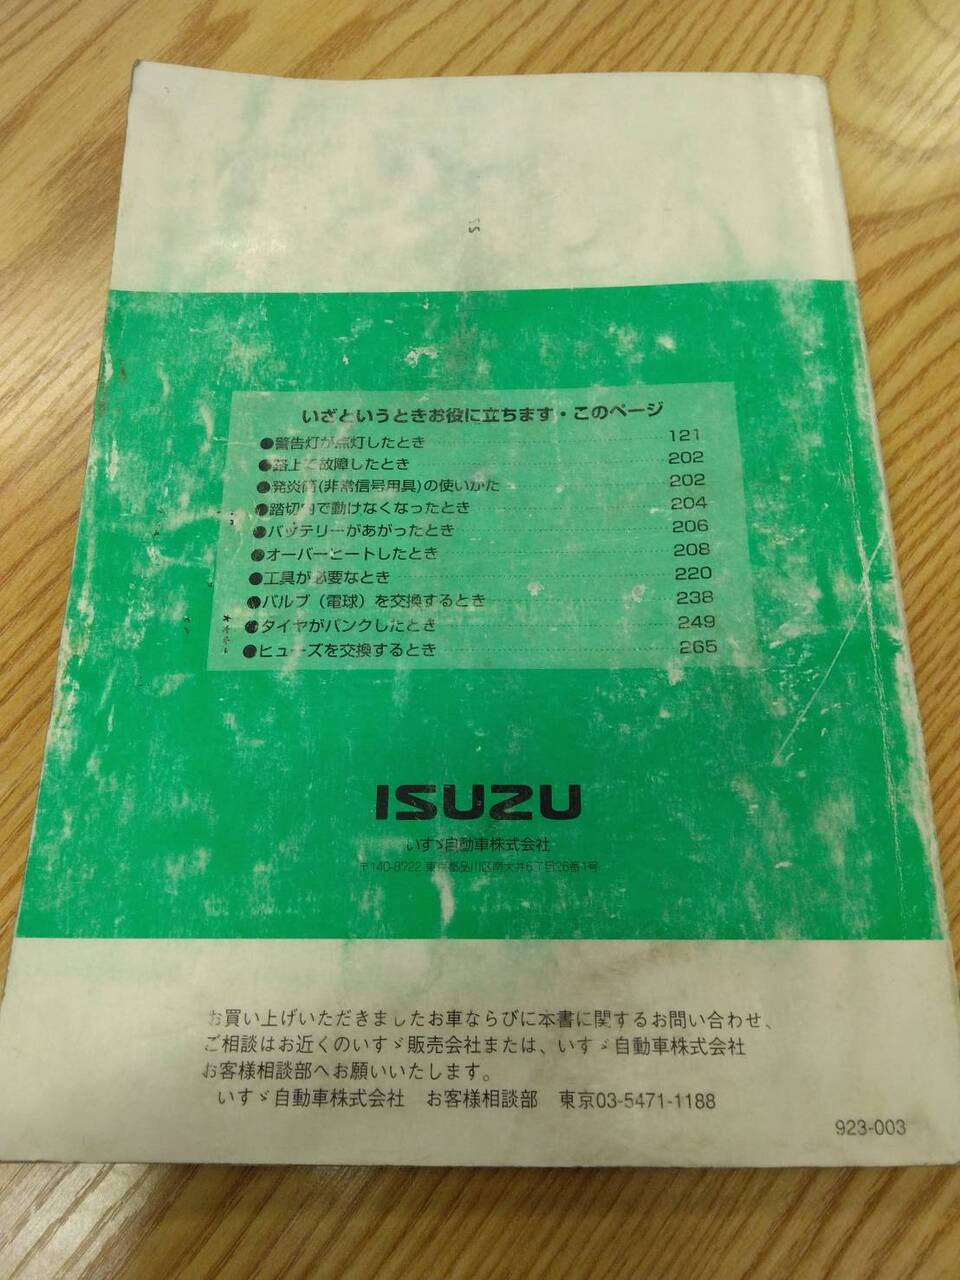 いざというときお役に立ちます・このページ
●警告灯が点灯したとき 121
●路上で故障したとき 202
●発炎筒(非常信号用具)の使いかた 202
●踏切内で動けなくなったとき 204
●バッテリーがあがったとき 206
●オーバーヒートしたとき 208
●工具が必要なとき 220
●バルブ（電球）を交換するとき 238
●タイヤがパンクしたとき 249
●ヒューズを交換するとき 265
ISUZU
いすゞ自動車株式会社
〒140-8722 東京都品川区南大井6丁目26番1号
お買い上げいただきましたお車ならびに本書に関するお問い合わせ、
ご相談はお近くのいすゞ販売会社または、いすゞ自動車株式会社
お客様相談部へお願いいたします。
いすゞ自動車株式会社 お客様相談部 東京03-5471-1188
923-003